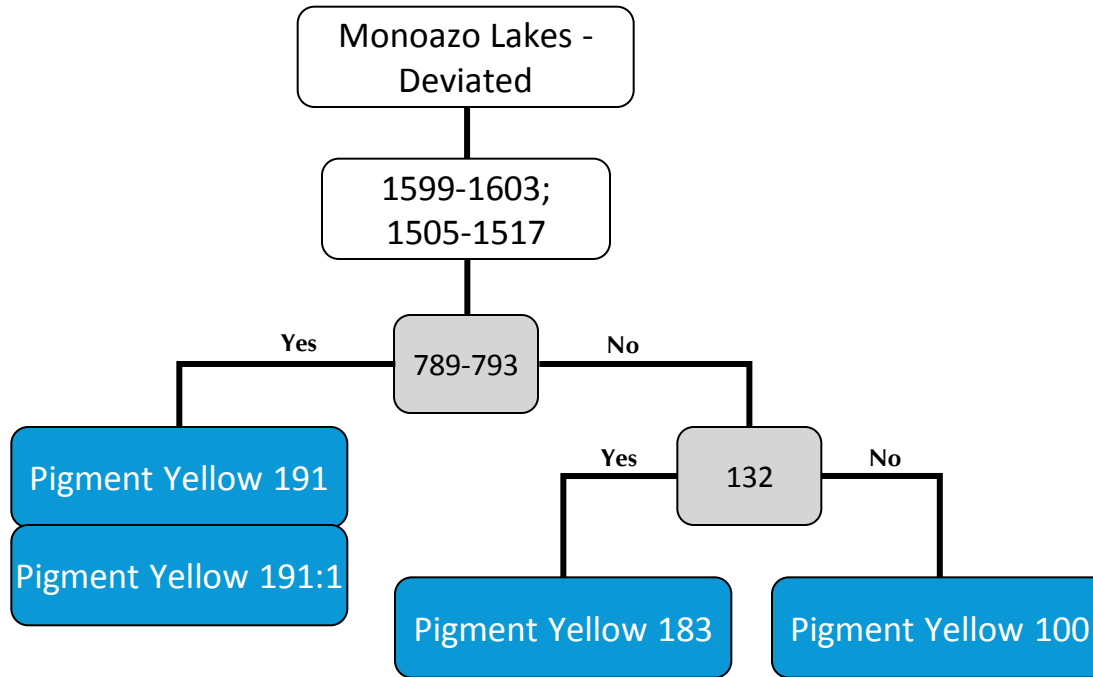 Monoazo Lakes -
Deviated
1599-1603;
1505-1517
Yes
789-793
No
Pigment Yellow 191
Pigment Yellow 191:1
Yes
132
No
Pigment Yellow 183
Pigment Yellow 100